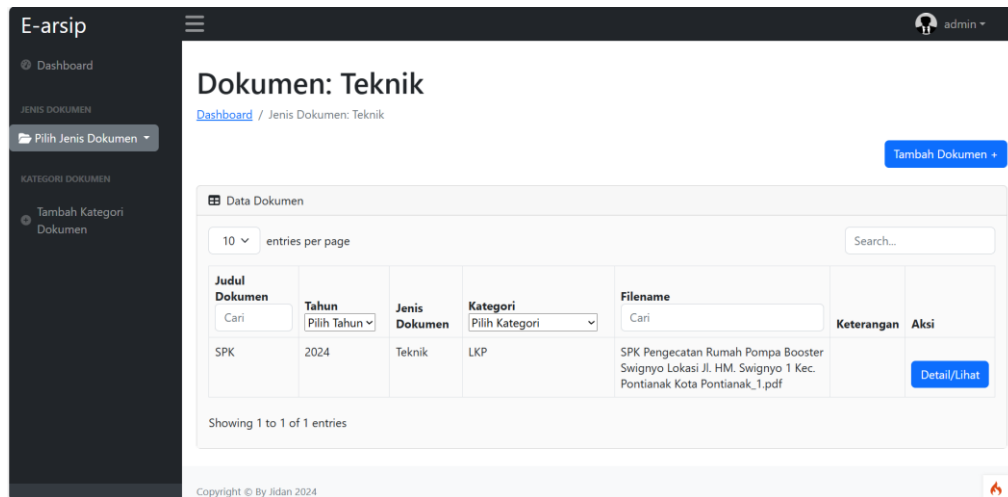 E-arsip
admin
Dashboard
JENIS DOKUMEN
Pilih Jenis Dokumen
KATEGORI DOKUMEN
Tambah Kategori
Dokumen
Dokumen: Teknik
Dashboard / Jenis Dokumen: Teknik
Tambah Dokumen +
Data Dokumen
10 entries per page
Search...
Judul
Dokumen
Cari
Tahun
Pilih Tahun
Jenis
Dokumen
Kategori
Pilih Kategori
Filename
Cari
Keterangan
Aksi
SPK
2024
Teknik
LKP
SPK Pengecatan Rumah Pompa Booster
Swignyo Lokasi Jl. HM. Swignyo 1 Kec.
Pontianak Kota Pontianak_1.pdf
Detail/Lihat
Showing 1 to 1 of 1 entries
Copyright © By Jidan 2024